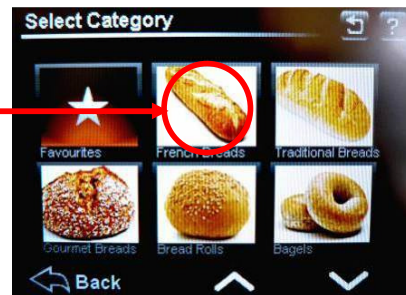 Select Category
?
Favourites
French Breads
Traditional Breads
Gourmet Breads
Bread Rolls
Bagels
Back